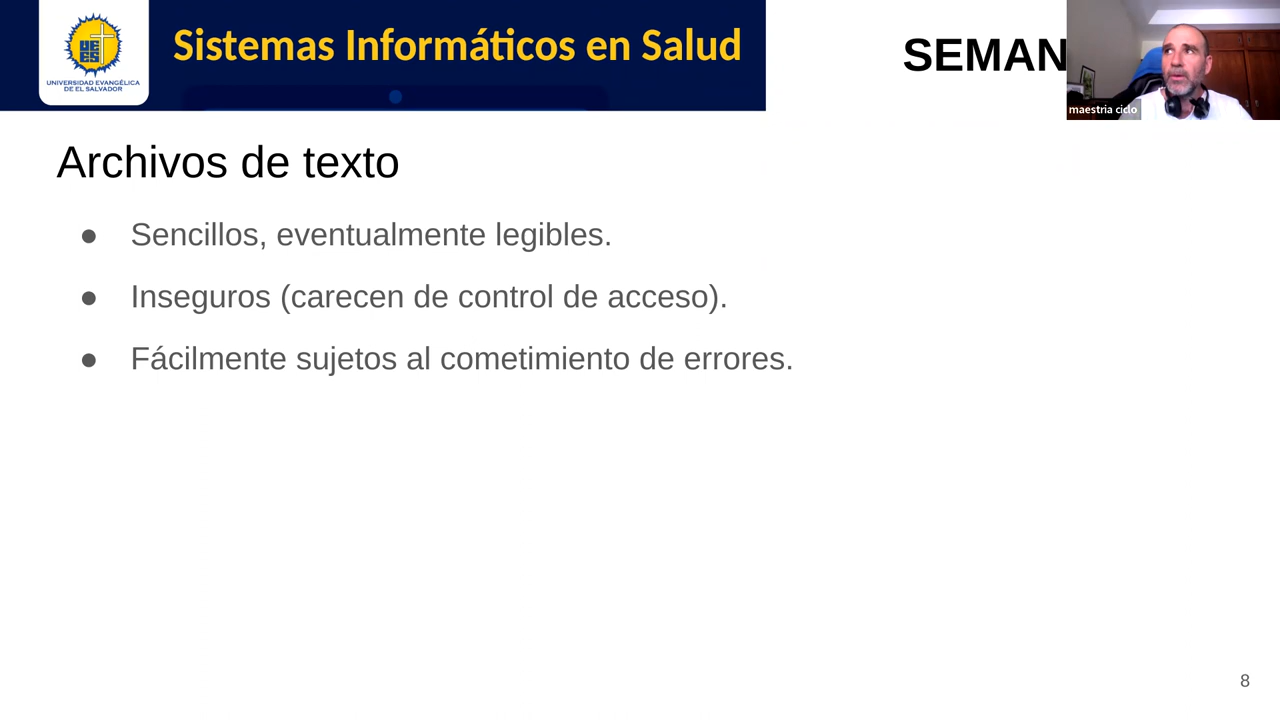 UNIVERSIDAD EVANGÉLICA
DE EL SALVADOR
Sistemas Informáticos en Salud
SEMAN
maestria ciclo
Archivos de texto
● Sencillos, eventualmente legibles.
● Inseguros (carecen de control de acceso).
● Fácilmente sujetos al cometimiento de errores.
8